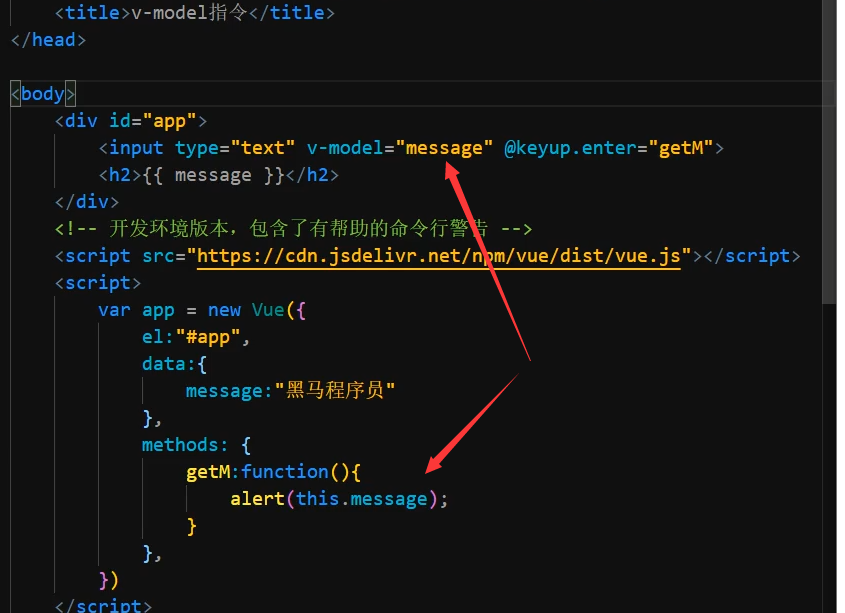 <title>v-model指令</title>
</head>
<body>
<div id="app">
<input type="text" v-model="message" @keyup.enter="getM">
<h2>{{ message }}</h2>
</div>
<!-- 开发环境版本，包含了有帮助的命令行警告 -->
<script src="https://cdn.jsdelivr.net/npm/vue/dist/vue.js"></script>
<script>
var app = new Vue({
el:"#app",
data:{
message:"黑马程序员"
},
methods: {
getM:function(){
alert(this.message);
}
},
})
</script>